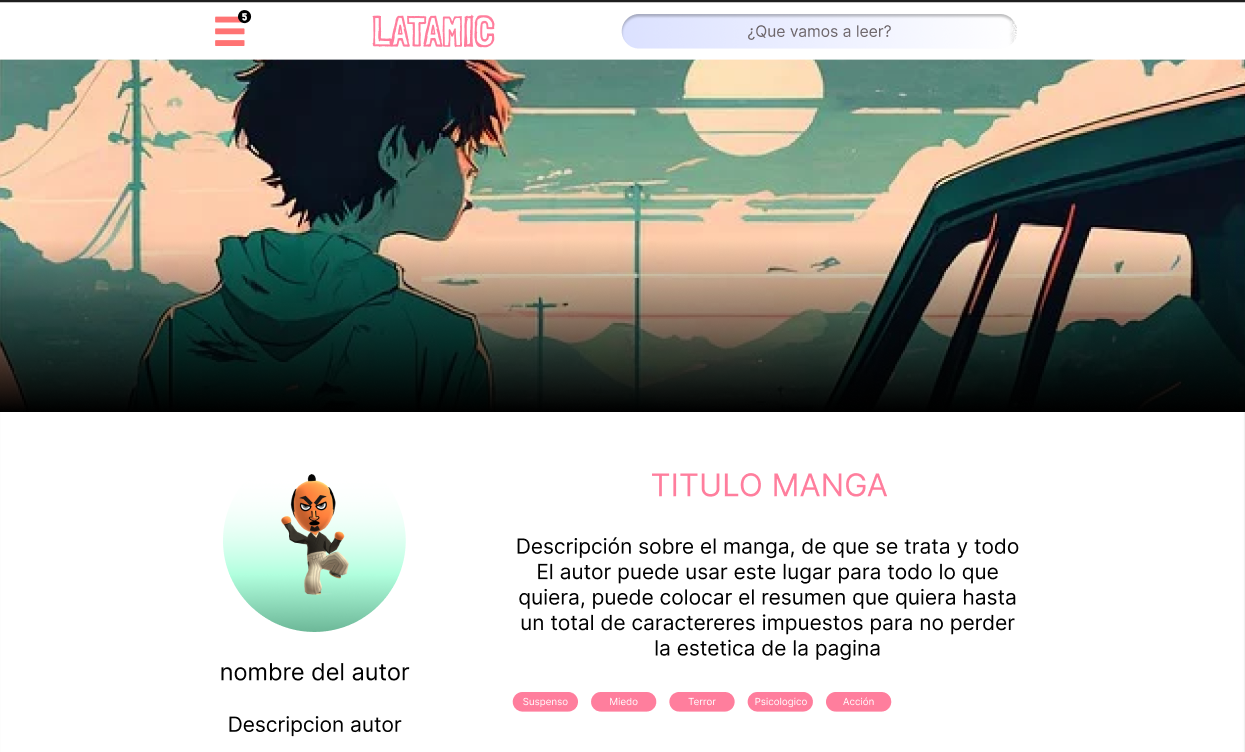 5
LATAMIC
¿Que vamos a leer?
TITULO MANGA
Descripción sobre el manga, de que se trata y todo
El autor puede usar este lugar para todo lo que
quiera, puede colocar el resumen que quiera hasta
un total de caractereres impuestos para no perder
la estetica de la pagina
nombre del autor
Descripcion autor
Suspenso
Miedo
Terror
Psicologico
Acción